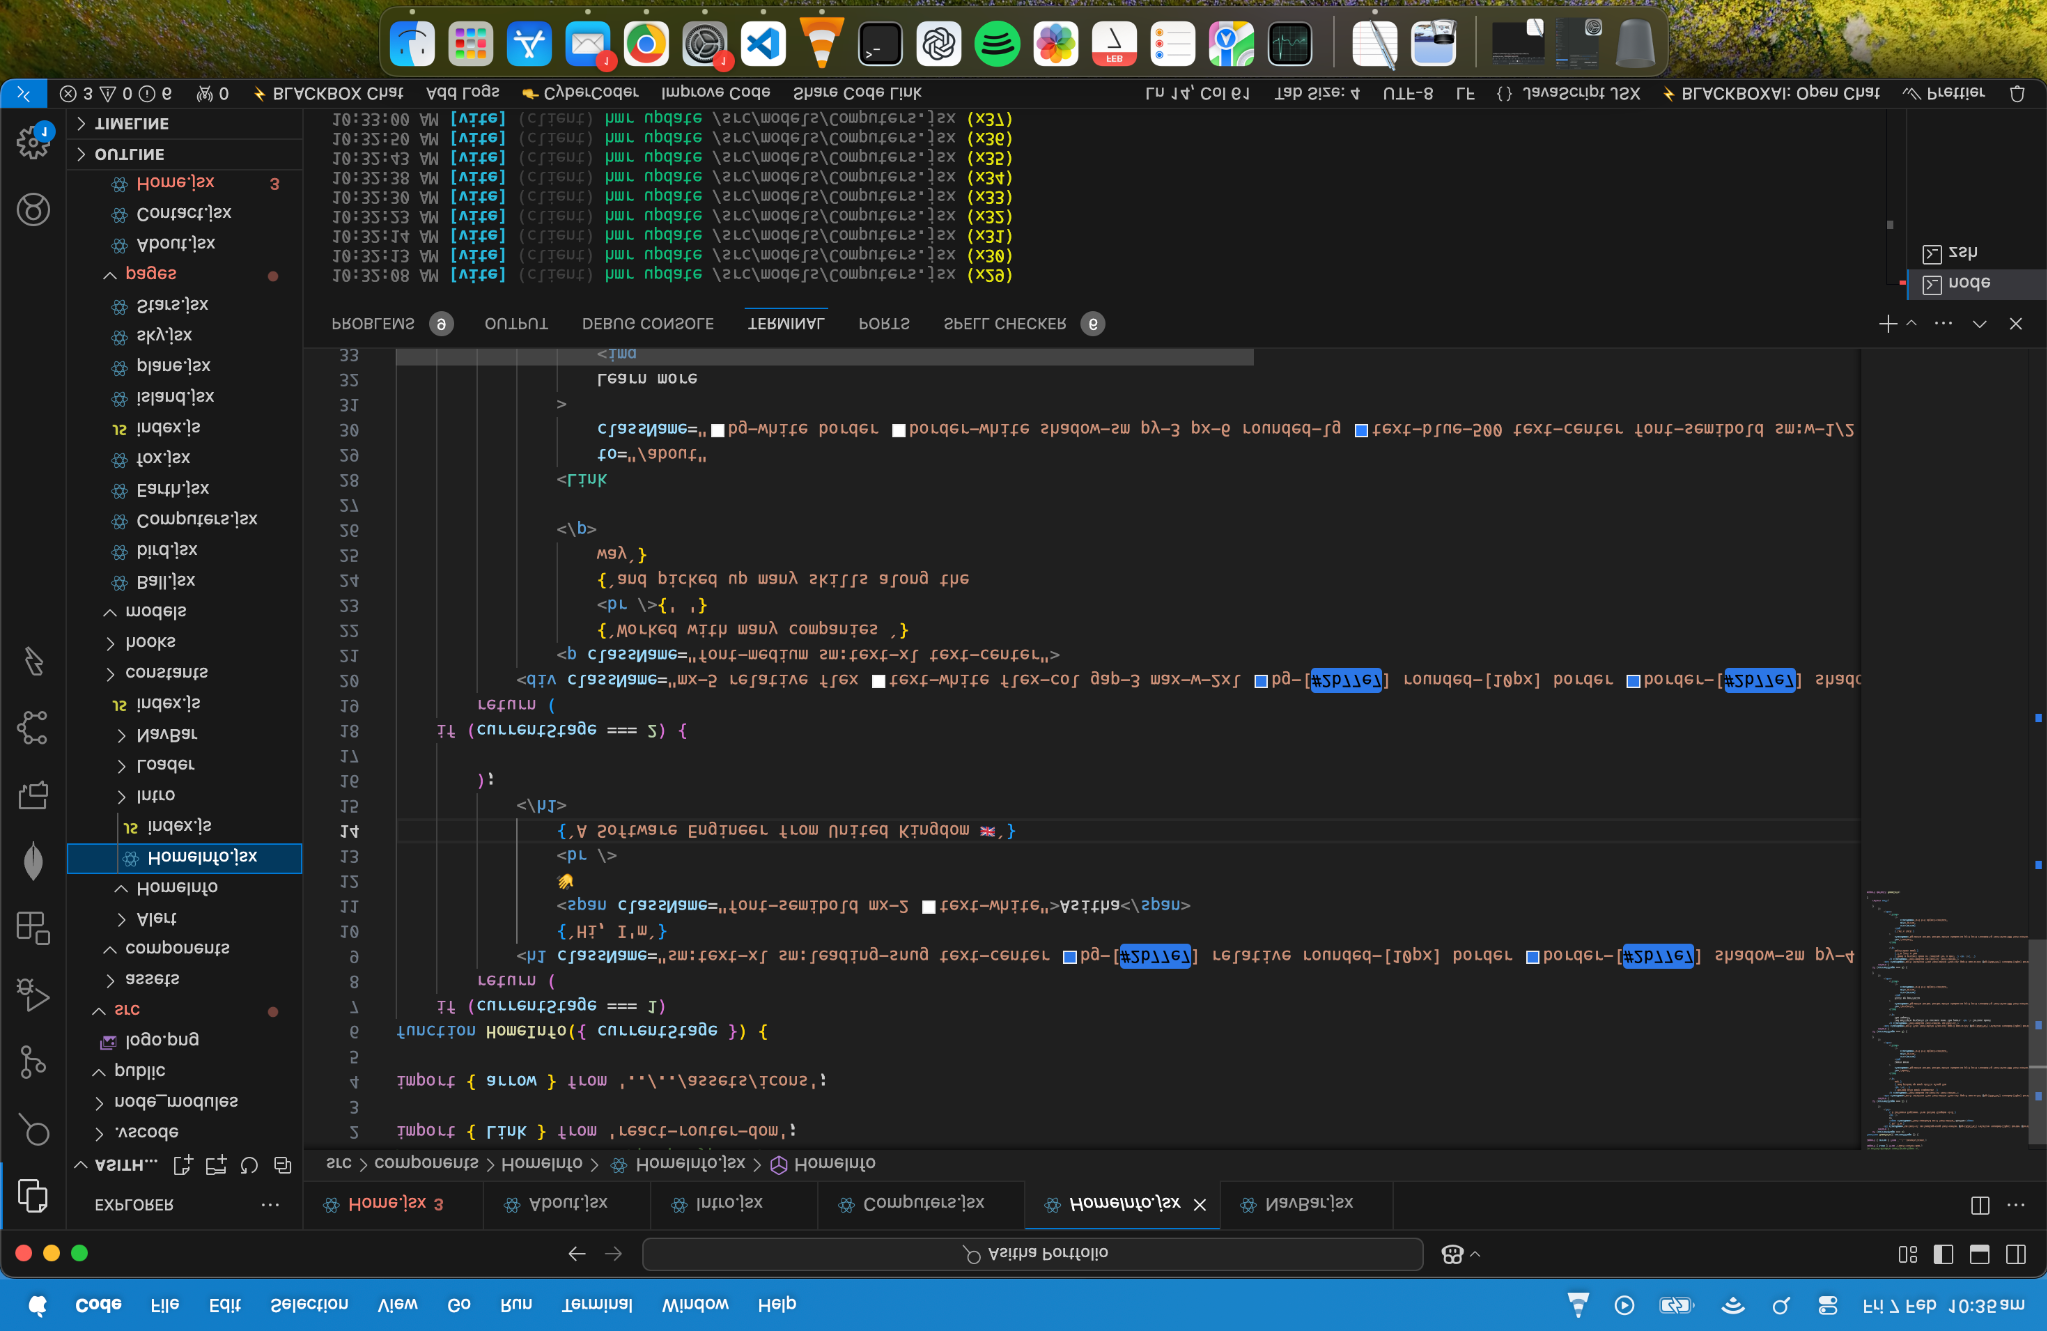 Code File Edit Selection View Go Run Terminal Window Help
Fri 7 Feb 10:35 am
Asitha Portfolio
EXPLORER
Home.jsx 3
About.jsx
Intro.jsx
Computers.jsx
HomeInfo.jsx
NavBar.jsx
src > components > HomeInfo > HomeInfo.jsx > HomeInfo
ASITH...
.vscode
node_modules
public
logo.png
src
assets
components
Alert
HomeInfo
HomeInfo.jsx
JS index.js
Intro
Loader
NavBar
JS index.js
constants
hooks
models
Ball.jsx
bird.jsx
Computers.jsx
Earth.jsx
fox.jsx
JS index.js
island.jsx
plane.jsx
sky.jsx
Stars.jsx
pages
About.jsx
Contact.jsx
Home.jsx 3
OUTLINE
TIMELINE
1
2 import { Link } from 'react-router-dom';
3
4 import { arrow } from '../../assets/icons';
5
6 function HomeInfo({ currentStage }) {
7 if (currentStage === 1)
8 return (
9 <h1 className="sm:text-xl sm:leading-snug text-center bg-[#2b77e7] relative rounded-[10px] border border-[#2b77e7] shadow-sm py-4
10 {`Hi, I'm`}
11 <span className="font-semibold mx-2 text-white">Asitha</span>
12 👋
13 <br />
14 {`A Software Engineer from United Kingdom 🇬🇧`}
15 </h1>
16 );
17
18 if (currentStage === 2) {
19 return (
20 <div className="mx-5 relative flex text-white flex-col gap-3 max-w-2xl bg-[#2b77e7] rounded-[10px] border border-[#2b77e7] shado
21 <p className="font-medium sm:text-xl text-center">
22 {`Worked with many companies `}
23 <br />{' '}
24 {`and picked up many skills along the
25 way`}
26 </p>
27
28 <Link
29 to="/about"
30 className="bg-white border border-white shadow-sm py-3 px-6 rounded-lg text-blue-500 text-center font-semibold sm:w-1/2
31 >
32 Learn more
33 <img
PROBLEMS 9 OUTPUT DEBUG CONSOLE TERMINAL PORTS SPELL CHECKER 6
10:32:08 AM [vite] (client) hmr update /src/models/Computers.jsx (x29)
10:32:13 AM [vite] (client) hmr update /src/models/Computers.jsx (x30)
10:32:14 AM [vite] (client) hmr update /src/models/Computers.jsx (x31)
10:32:23 AM [vite] (client) hmr update /src/models/Computers.jsx (x32)
10:32:30 AM [vite] (client) hmr update /src/models/Computers.jsx (x33)
10:32:38 AM [vite] (client) hmr update /src/models/Computers.jsx (x34)
10:32:43 AM [vite] (client) hmr update /src/models/Computers.jsx (x35)
10:32:50 AM [vite] (client) hmr update /src/models/Computers.jsx (x36)
10:33:00 AM [vite] (client) hmr update /src/models/Computers.jsx (x37)
node
zsh
3 0 6 0 BLACKBOX Chat Add Logs CyberCoder Improve Code Share Code Link
Ln 14, Col 61 Tab Size: 4 UTF-8 LF {} JavaScript JSX BLACKBOXAI: Open Chat Prettier
1
1
FEB
7